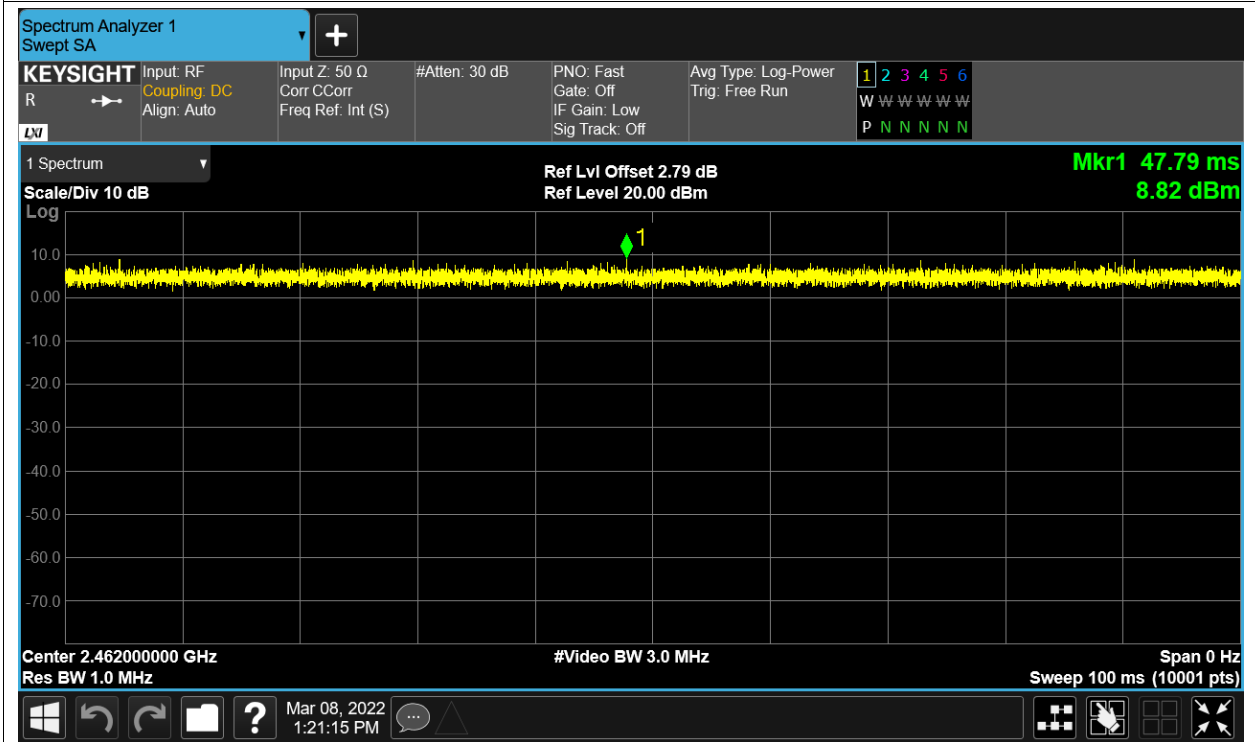 Spectrum Analyzer 1
Swept SA
KEYSIGHT
R
LXI
Input: RF
Coupling: DC
Align: Auto
Input Z: 50 Ω
Corr CCorr
Freq Ref: Int (S)
#Atten: 30 dB
PNO: Fast
Gate: Off
IF Gain: Low
Sig Track: Off
Avg Type: Log-Power
Trig: Free Run
1 2 3 4 5 6
W W W W W W
P N N N N N
1 Spectrum
Scale/Div 10 dB
Ref Lvl Offset 2.79 dB
Ref Level 20.00 dBm
Mkr1 47.79 ms
8.82 dBm
Log
1
10.0
0.00
-10.0
-20.0
-30.0
-40.0
-50.0
-60.0
-70.0
Center 2.462000000 GHz
#Video BW 3.0 MHz
Span 0 Hz
Res BW 1.0 MHz
Sweep 100 ms (10001 pts)
?
Mar 08, 2022
1:21:15 PM